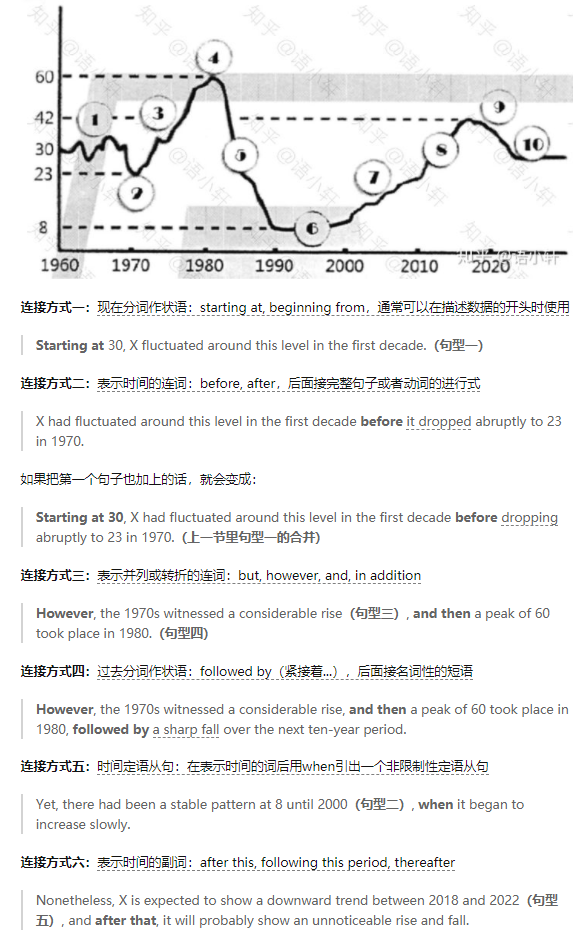 60
42
30
23
8
1
2
3
4
5
6
7
8
9
10
1960 1970 1980 1990 2000 2010 2020
知乎 @语小轩
连接方式一：现在分词作状语：starting at, beginning from，通常可以在描述数据的开头时使用
Starting at 30, X fluctuated around this level in the first decade.（句型一）
连接方式二：表示时间的连词：before, after，后面接完整句子或者动词的进行式
X had fluctuated around this level in the first decade before it dropped abruptly to 23
in 1970.
如果把第一个句子也加上的话，就会变成：
Starting at 30, X had fluctuated around this level in the first decade before dropping
abruptly to 23 in 1970.（上一节里句型一的合并)
连接方式三：表示并列或转折的连词：but, however, and, in addition
However, the 1970s witnessed a considerable rise（句型三）, and then a peak of 60
took place in 1980.（句型四）
连接方式四：过去分词作状语：followed by（紧接着...），后面接名词性的短语
However, the 1970s witnessed a considerable rise, and then a peak of 60 took place in
1980, followed by a sharp fall over the next ten-year period.
连接方式五：时间定语从句：在表示时间的词后用when引出一个非限制性定语从句
Yet, there had been a stable pattern at 8 until 2000（句型二）, when it began to
increase slowly.
连接方式六：表示时间的副词：after this, following this period, thereafter
Nonetheless, X is expected to show a downward trend between 2018 and 2022（句型
五）, and after that, it will probably show an unnoticeable rise and fall.